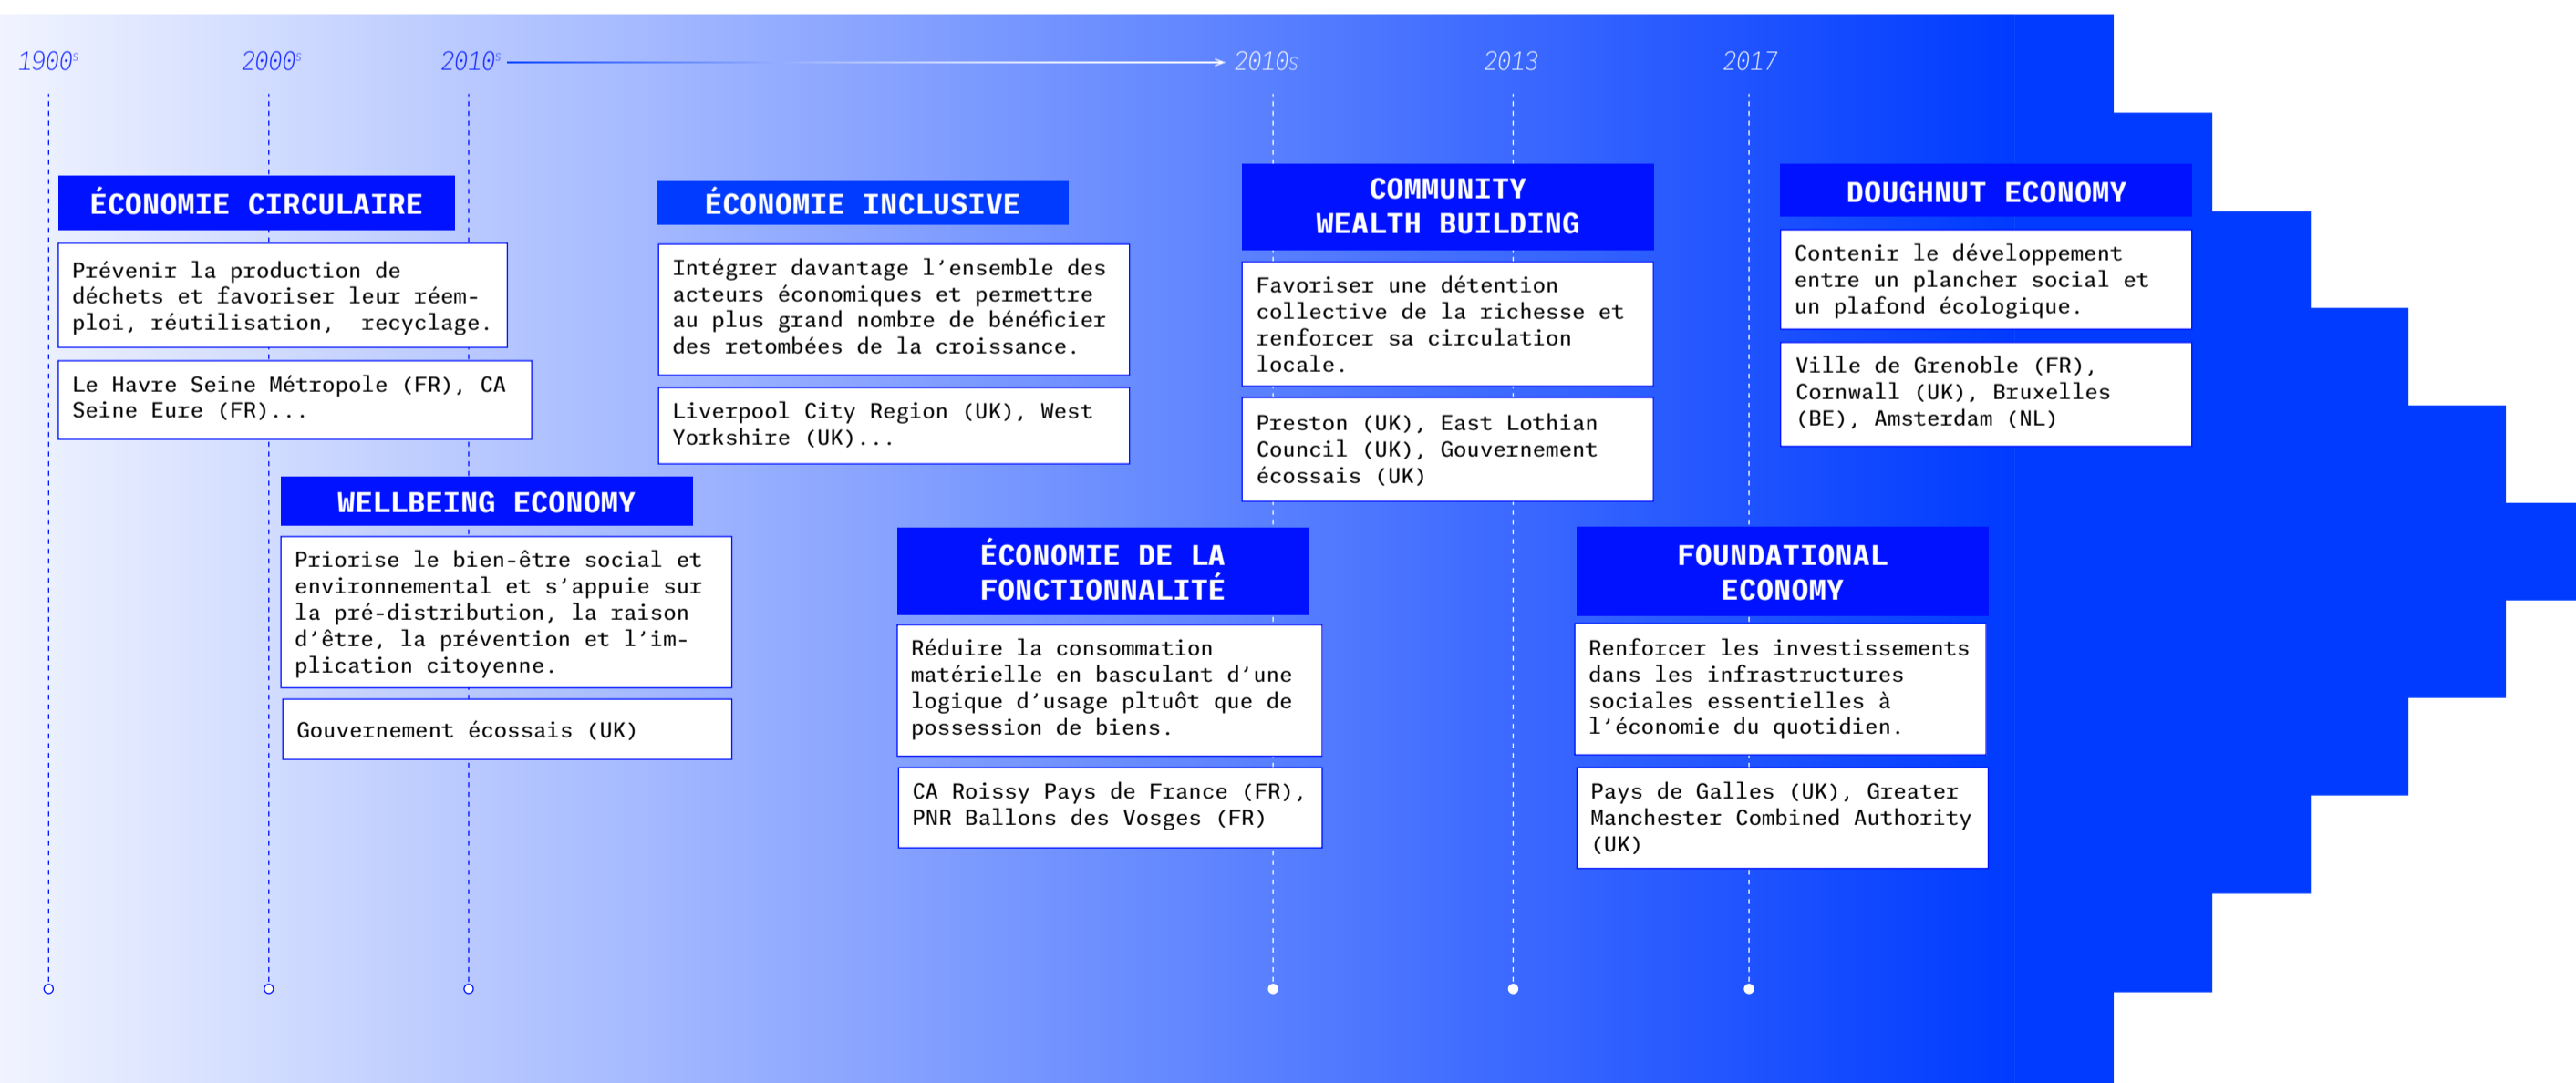 1900s
2000s
2010s
2010s
2013
2017
ÉCONOMIE CIRCULAIRE
Prévenir la production de
déchets et favoriser leur réem-
ploi, réutilisation,  recyclage.
Le Havre Seine Métropole (FR), CA
Seine Eure (FR)...
WELLBEING ECONOMY
Priorise le bien-être social et
environnemental et s’appuie sur
la pré-distribution, la raison
d’être, la prévention et l’im-
plication citoyenne.
Gouvernement écossais (UK)
ÉCONOMIE INCLUSIVE
Intégrer davantage l’ensemble des
acteurs économiques et permettre
au plus grand nombre de bénéficier
des retombées de la croissance.
Liverpool City Region (UK), West
Yorkshire (UK)...
ÉCONOMIE DE LA
FONCTIONNALITÉ
Réduire la consommation
matérielle en basculant d’une
logique d’usage pltuôt que de
possession de biens.
CA Roissy Pays de France (FR),
PNR Ballons des Vosges (FR)
COMMUNITY
WEALTH BUILDING
Favoriser une détention
collective de la richesse et
renforcer sa circulation
locale.
Preston (UK), East Lothian
Council (UK), Gouvernement
écossais (UK)
FOUNDATIONAL
ECONOMY
Renforcer les investissements
dans les infrastructures
sociales essentielles à
l’économie du quotidien.
Pays de Galles (UK), Greater
Manchester Combined Authority
(UK)
DOUGHNUT ECONOMY
Contenir le développement
entre un plancher social et
un plafond écologique.
Ville de Grenoble (FR),
Cornwall (UK), Bruxelles
(BE), Amsterdam (NL)